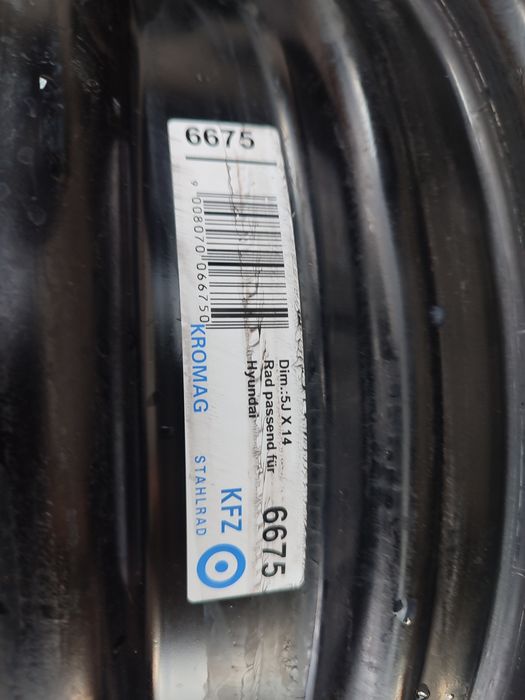 6675
9 008070 066750
Dim.:5J X 14
Rad passend für
Hyundai
6675
KROMAG
STAHLRAD
KFZ